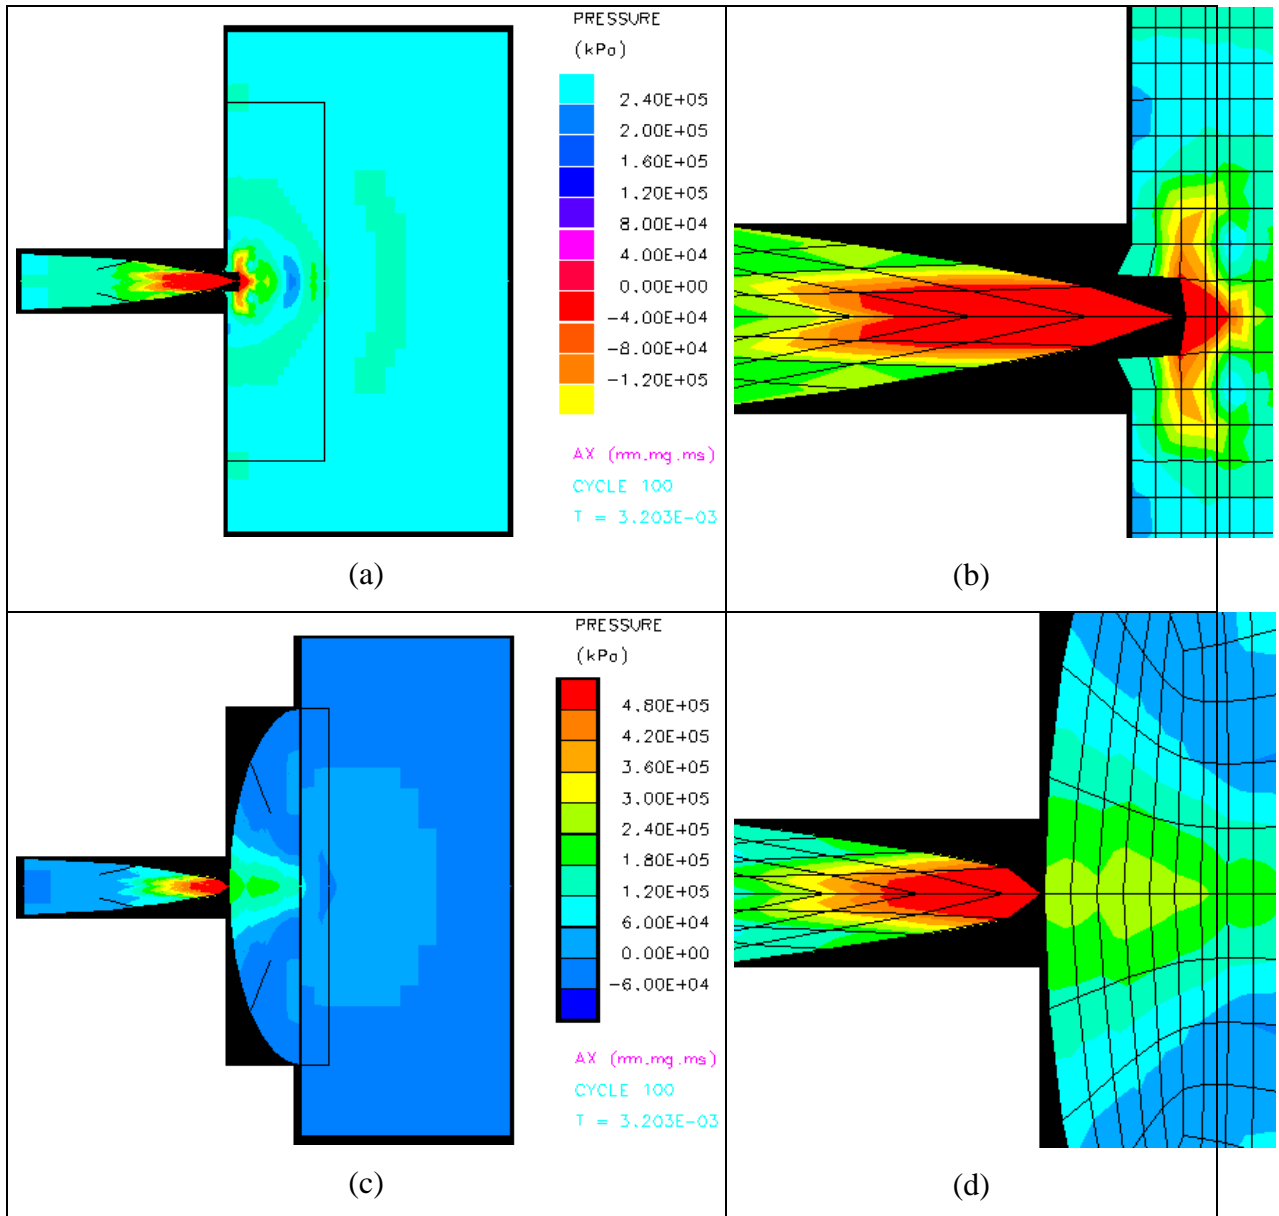 PRESSURE
(kPa)
2.40E+05
2.00E+05
1.60E+05
1.20E+05
8.00E+04
4.00E+04
0.00E+00
-4.00E+04
-8.00E+04
-1.20E+05
AX (mm.mg.ms)
CYCLE 100
T = 3.203E-03
(a)
(b)
PRESSURE
(kPa)
4.80E+05
4.20E+05
3.60E+05
3.00E+05
2.40E+05
1.80E+05
1.20E+05
6.00E+04
0.00E+00
-6.00E+04
AX (mm.mg.ms)
CYCLE 100
T = 3.203E-03
(c)
(d)